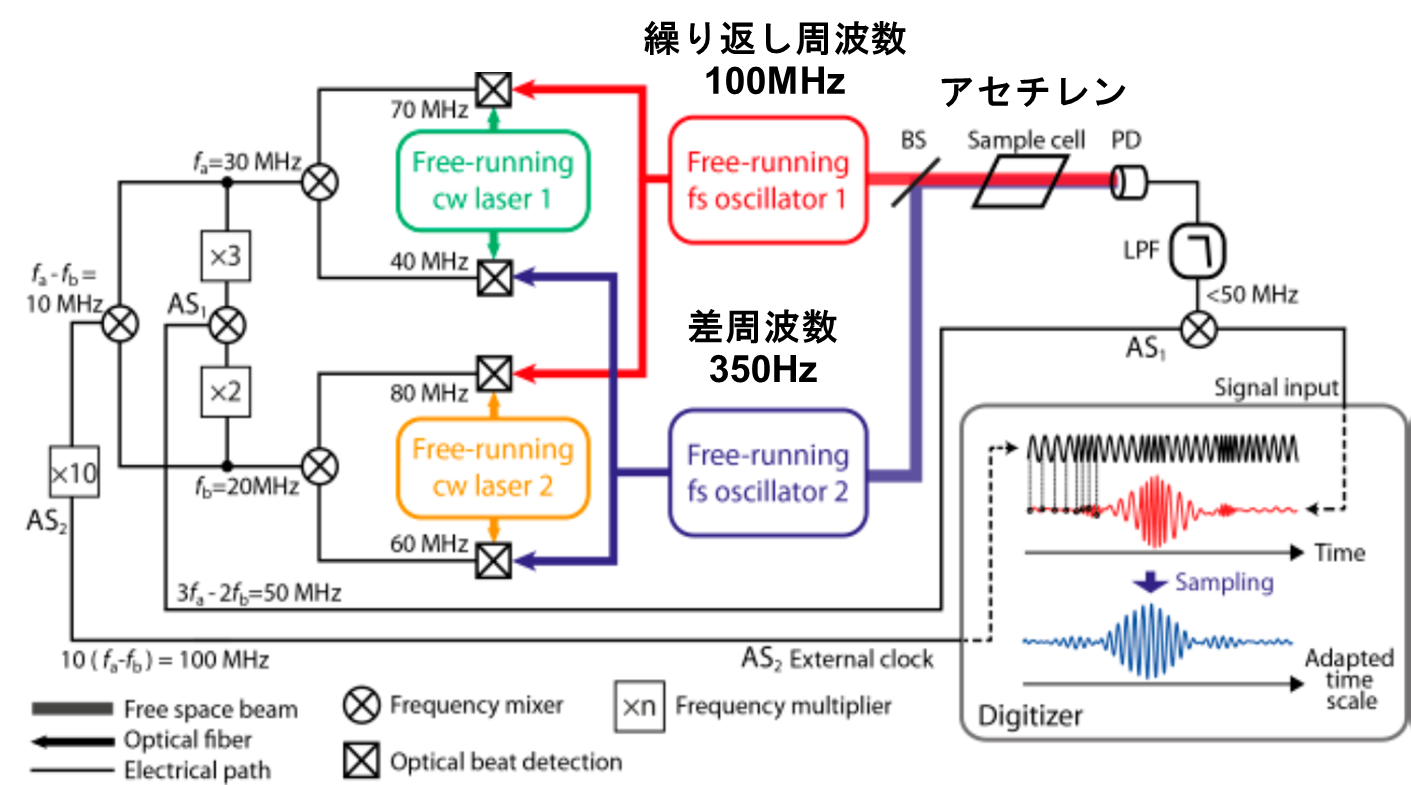 繰り返し周波数
100MHz
アセチレン
70 MHz
BS
Sample cell
PD
fa=30 MHz
Free-running
cw laser 1
Free-running
fs oscillator 1
×3
40 MHz
LPF
fa - fb =
10 MHz
AS1
<50 MHz
差周波数
350Hz
AS1
×2
80 MHz
Signal input
×10
fb=20MHz
Free-running
cw laser 2
Free-running
fs oscillator 2
AS2
60 MHz
Time
Sampling
3fa - 2fb=50 MHz
10 (fa-fb) = 100 MHz
AS2 External clock
Adapted
time
scale
Digitizer
Free space beam
Frequency mixer
×n
Frequency multiplier
Optical fiber
Electrical path
Optical beat detection